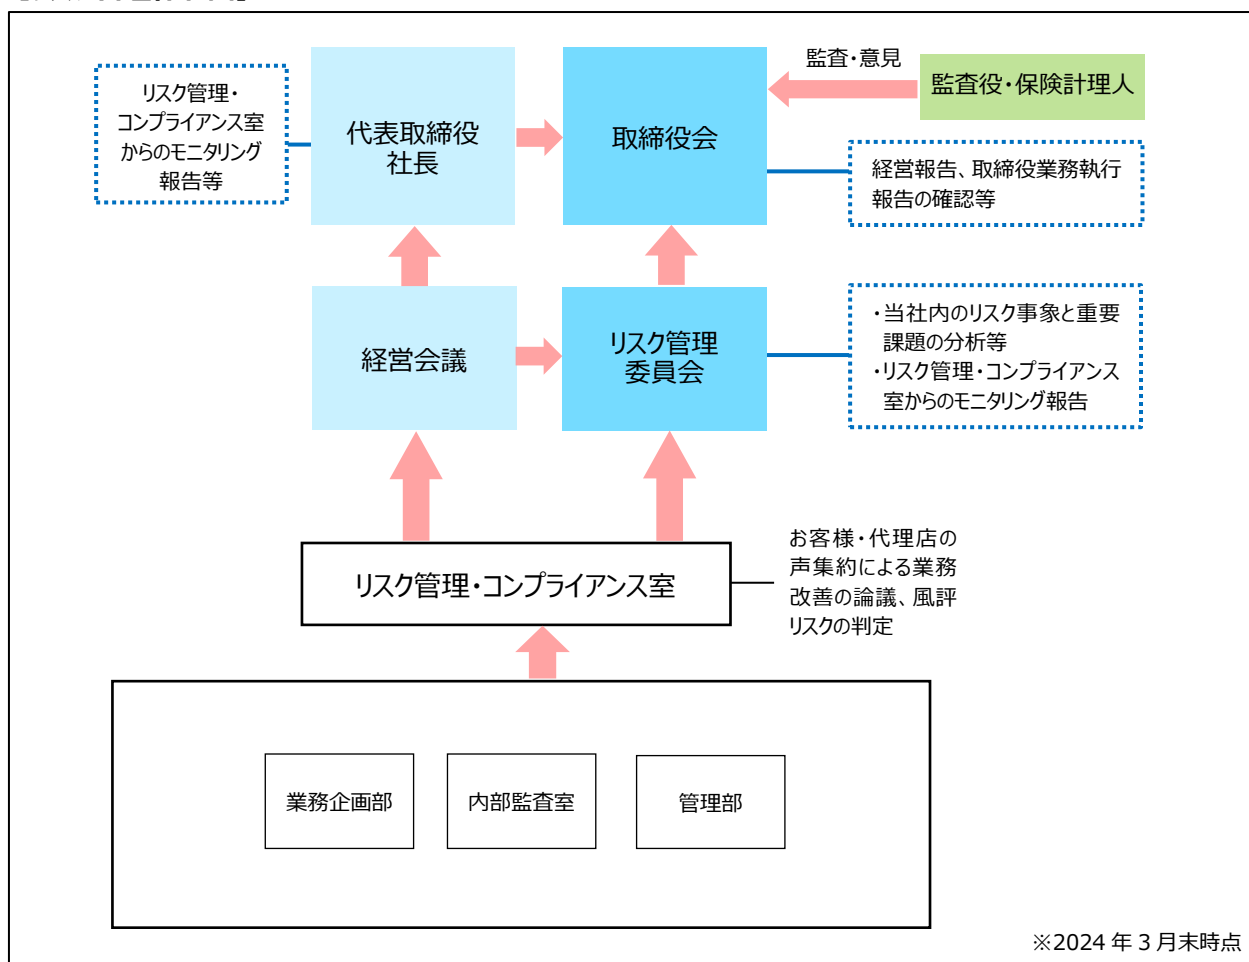 監査・意見
監査役・保険計理人
リスク管理・
コンプライアンス室
からのモニタリング
報告等
代表取締役
社長
取締役会
経営報告、取締役業務執行
報告の確認等
経営会議
リスク管理
委員会
・当社内のリスク事象と重要
課題の分析等
・リスク管理・コンプライアンス
室からのモニタリング報告
リスク管理・コンプライアンス室
お客様・代理店の
声集約による業務
改善の論議、風評
リスクの判定
業務企画部
内部監査室
管理部
※2024 年 3 月末時点